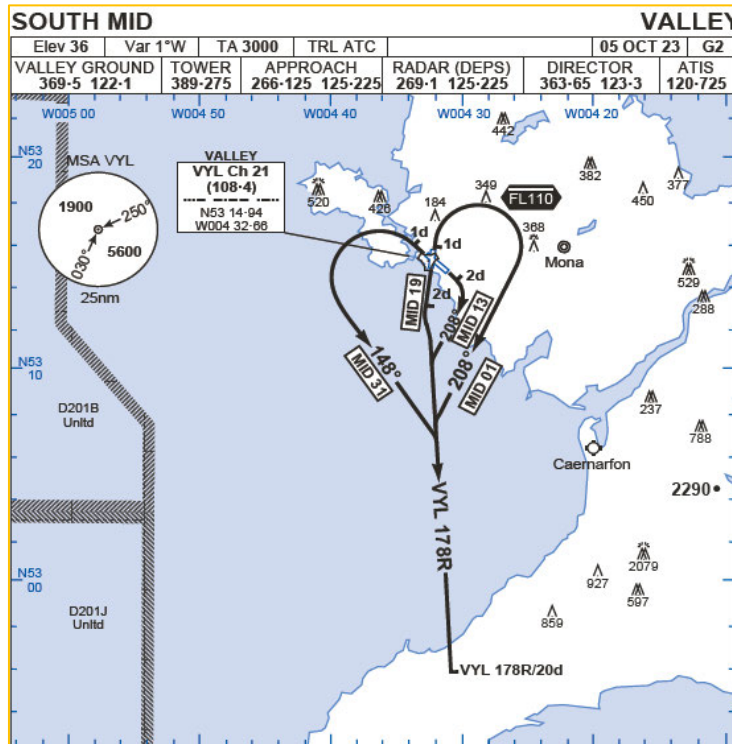 SOUTH MID VALLEY
Elev 36 Var 1°W TA 3000 TRL ATC 05 OCT 23 G2
VALLEY GROUND TOWER APPROACH RADAR (DEPS) DIRECTOR ATIS
369·5 122·1 389·275 266·125 125·225 269·1 125·225 363·65 123·3 120·725
W005 00 W004 50 W004 40 W004 30 W004 20
442
N53
20
MSA VYL
1900
250°
030°
5600
25nm
VALLEY
VYL Ch 21
(108·4)
N53 14·94
W004 32·66
520
426
184
349
FL110
382
450
377
368
Mona
529
288
1d
1d
2d
2d
MID 19
MID 13
208°
208°
MID 01
148°
MID 31
N53
10
D201B
Unltd
237
788
Caernarfon
2290
VYL 178R
N53
00
D201J
Unltd
2079
927
597
859
VYL 178R/20d